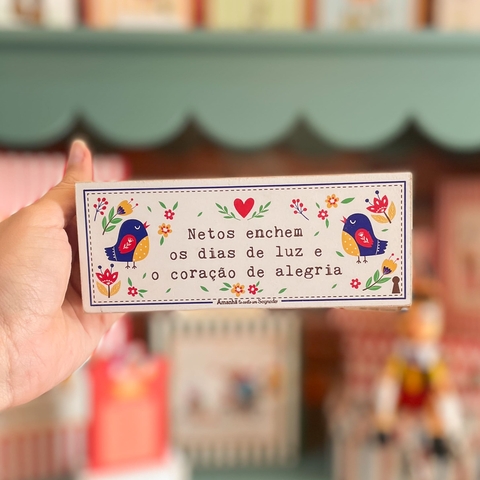 Netos enchem
os dias de luz e
o coração de alegria